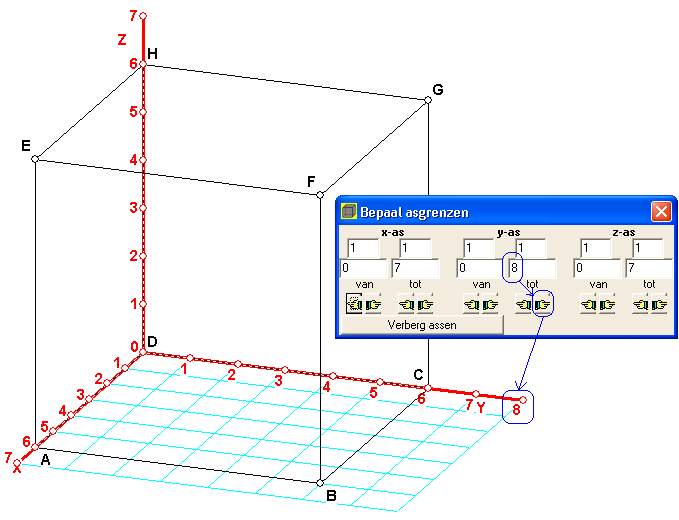 7
Z
6 H
G
5
E
4
F
3
Bepaal asgrenzen
x-as y-as z-as
1 1 1 1 1 1
0 7 0 8 0 7
van tot van tot van tot
Verberg assen
2
1
0 D
1 1 2 3 4 5 C 6 7 Y 8
2
3
4
5
6 A
7 X
B